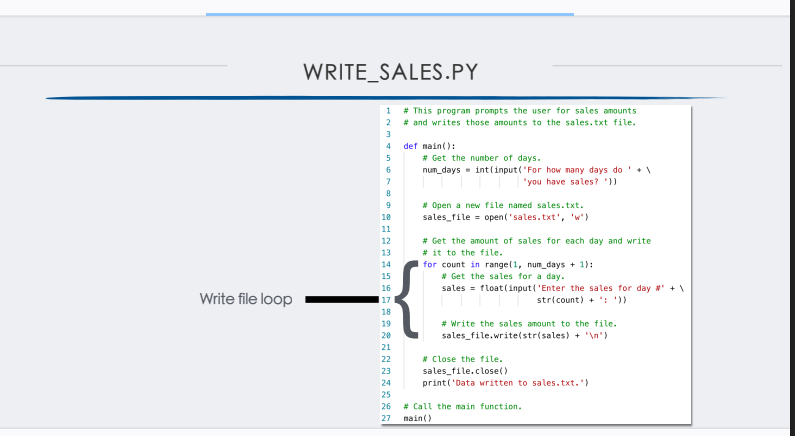 WRITE_SALES.PY
1 # This program prompts the user for sales amounts
2 # and writes those amounts to the sales.txt file.
3
4 def main():
5     # Get the number of days.
6     num_days = int(input('For how many days do ' + \
7                          'you have sales? '))
8
9     # Open a new file named sales.txt.
10     sales_file = open('sales.txt', 'w')
11
12     # Get the amount of sales for each day and write
13     # it to the file.
14     for count in range(1, num_days + 1):
15         # Get the sales for a day.
16         sales = float(input('Enter the sales for day #' + \
17                             str(count) + ': '))
18
19         # Write the sales amount to the file.
20         sales_file.write(str(sales) + '\n')
21
22     # Close the file.
23     sales_file.close()
24     print('Data written to sales.txt.')
25
26 # Call the main function.
27 main()
Write file loop